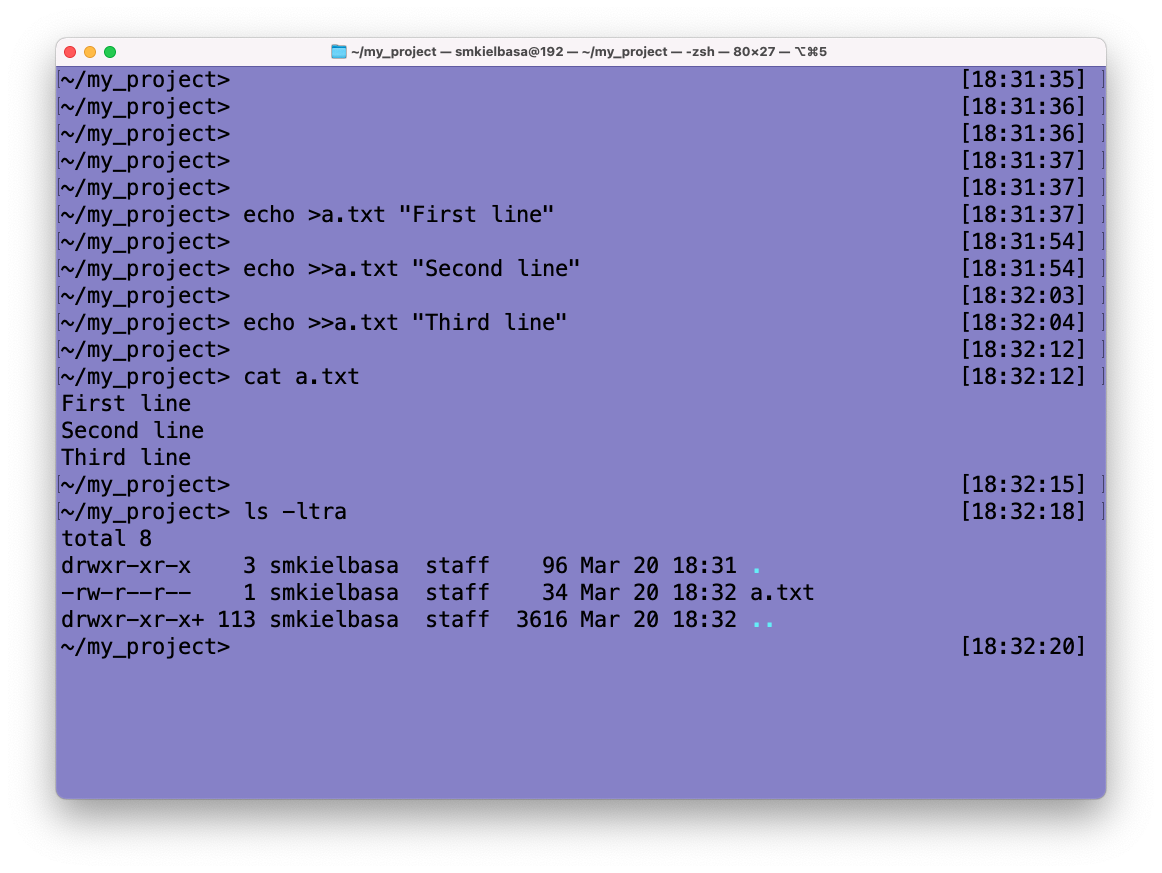 ~/my_project — smkielbasa@192 — ~/my_project — -zsh — 80×27 — ⌥⌘5
~/my_project> [18:31:35]
~/my_project> [18:31:36]
~/my_project> [18:31:36]
~/my_project> [18:31:37]
~/my_project> [18:31:37]
~/my_project> echo >a.txt "First line" [18:31:37]
~/my_project> [18:31:54]
~/my_project> echo >>a.txt "Second line" [18:31:54]
~/my_project> [18:32:03]
~/my_project> echo >>a.txt "Third line" [18:32:04]
~/my_project> [18:32:12]
~/my_project> cat a.txt [18:32:12]
First line
Second line
Third line
~/my_project> [18:32:15]
~/my_project> ls -ltra [18:32:18]
total 8
drwxr-xr-x    3 smkielbasa  staff    96 Mar 20 18:31 .
-rw-r--r--    1 smkielbasa  staff    34 Mar 20 18:32 a.txt
drwxr-xr-x+ 113 smkielbasa  staff  3616 Mar 20 18:32 ..
~/my_project> [18:32:20]